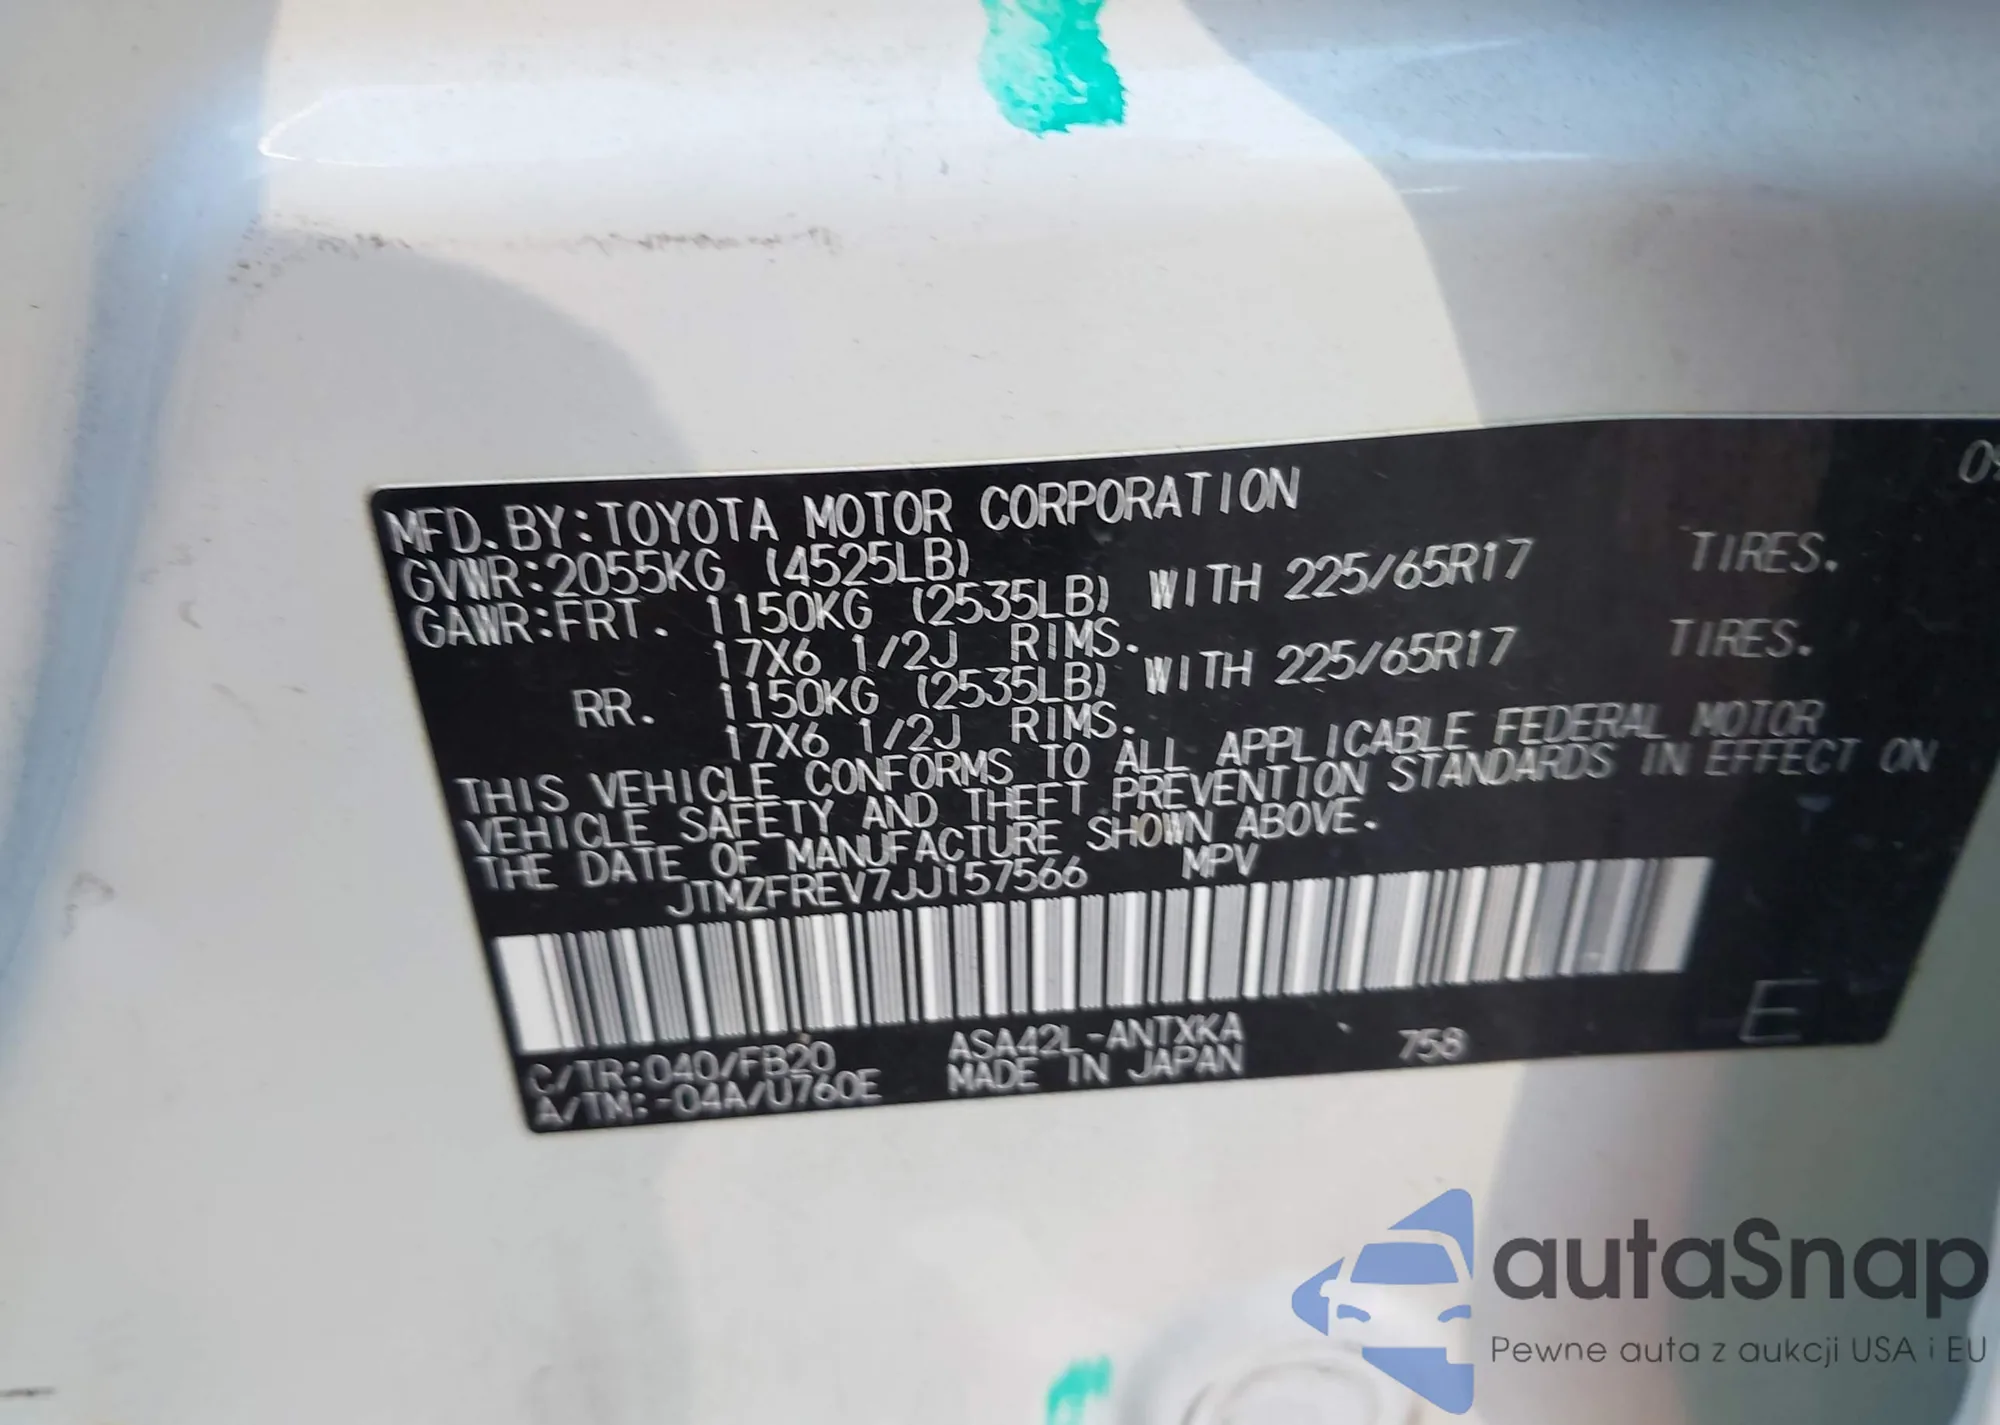 MFD.BY:TOYOTA MOTOR CORPORATION
GVWR:2055KG (4525LB)
GAWR:FRT. 1150KG (2535LB) WITH 225/65R17 TIRES.
17X6 1/2J RIMS.
RR. 1150KG (2535LB) WITH 225/65R17 TIRES.
17X6 1/2J RIMS.
THIS VEHICLE CONFORMS TO ALL APPLICABLE FEDERAL MOTOR
VEHICLE SAFETY AND THEFT PREVENTION STANDARDS IN EFFECT ON
THE DATE OF MANUFACTURE SHOWN ABOVE.
JTMZFREV7JJ157566 MPV
C/TR:040/FB20 ASA42L-ANTXKA 758 E
A/TM:-04A/U760E MADE IN JAPAN
autaSnap
Pewne auta z aukcji USA i EU